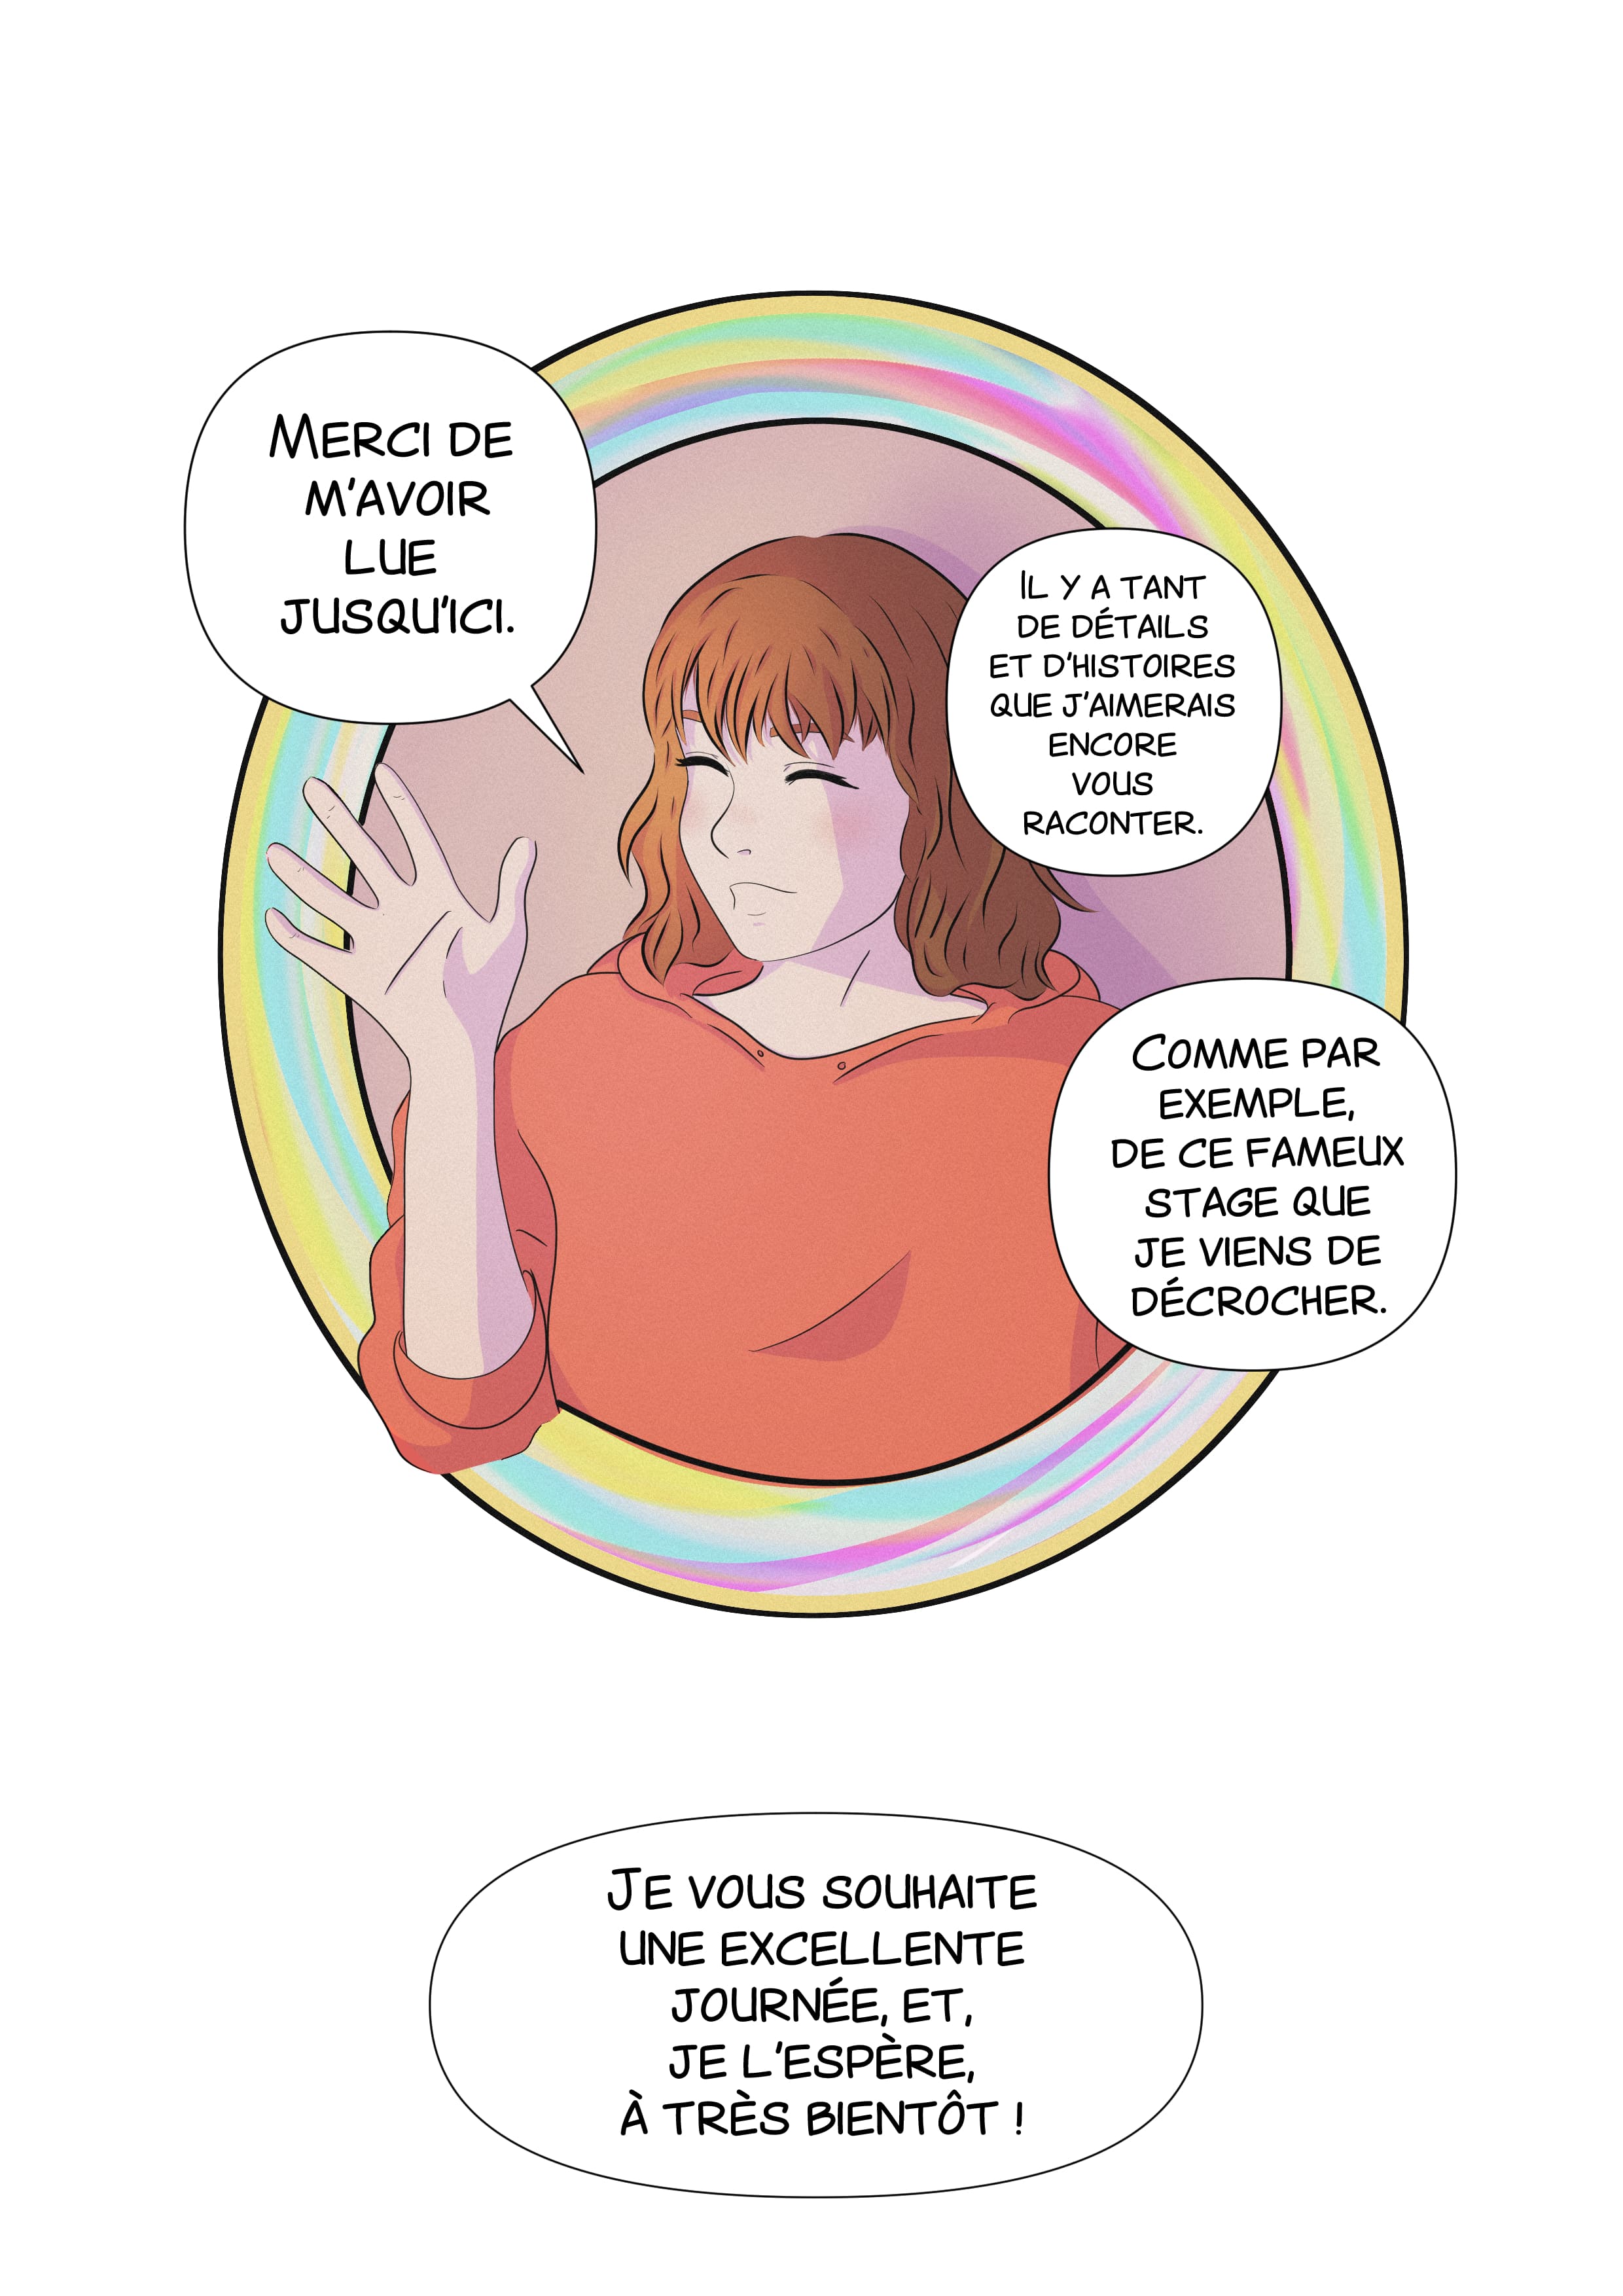 Merci de
m'avoir
lue
jusqu'ici.
Il y a tant
de détails
et d'histoires
que j'aimerais
encore
vous
raconter.
Comme par
exemple,
de ce fameux
stage que
je viens de
décrocher.
Je vous souhaite
une excellente
journée, et,
je l'espère,
à très bientôt !